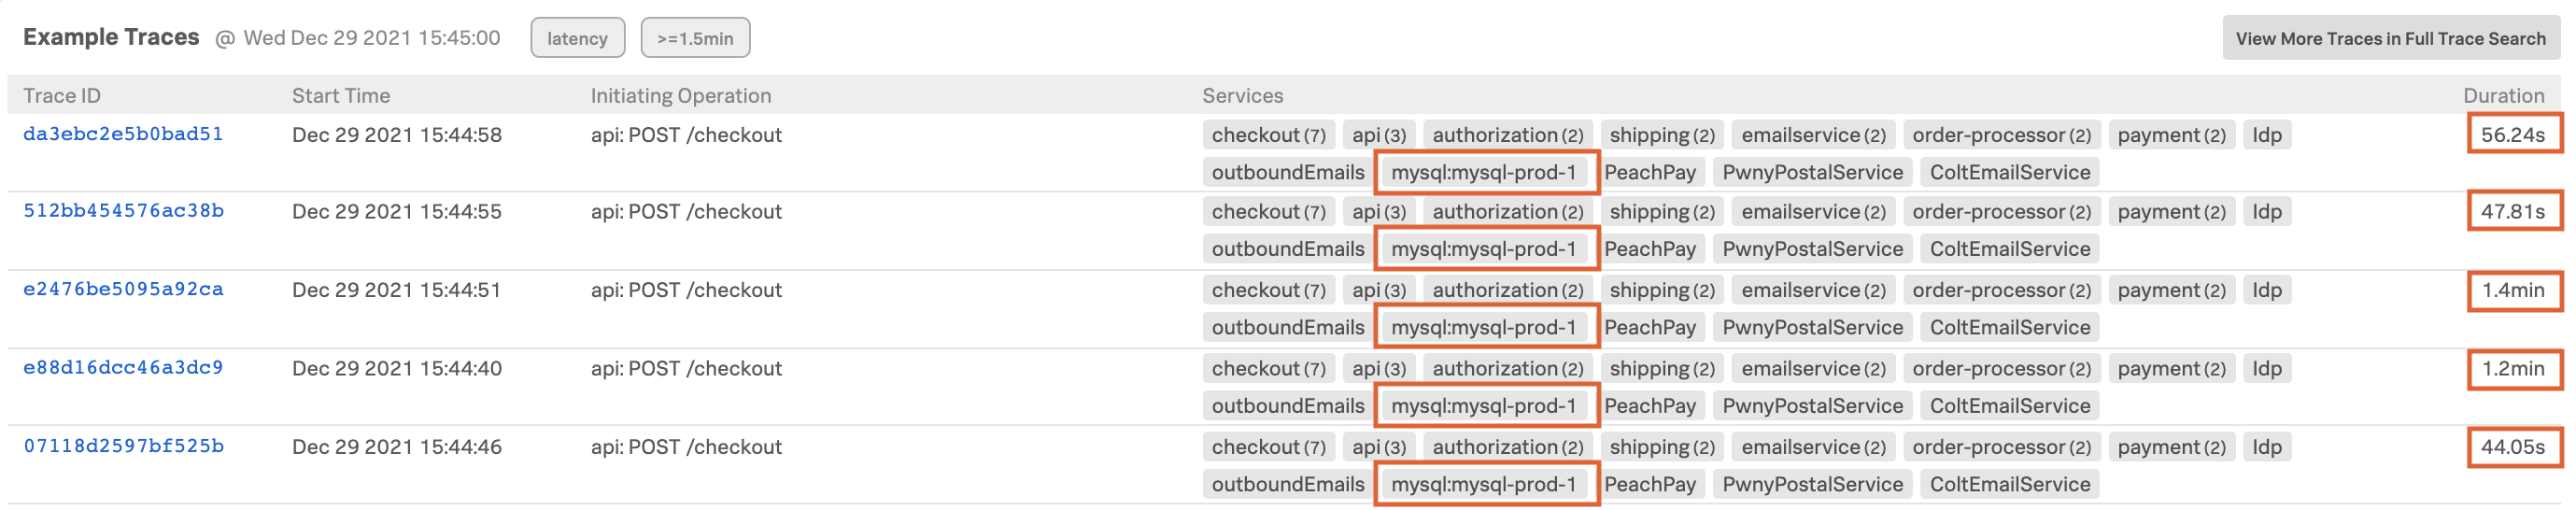 Example Traces @ Wed Dec 29 2021 15:45:00 latency >=1.5min View More Traces in Full Trace Search
Trace ID Start Time Initiating Operation Services Duration
da3ebc2e5b0bad51 Dec 29 2021 15:44:58 api: POST /checkout checkout (7) api (3) authorization (2) shipping (2) emailservice (2) order-processor (2) payment (2) ldp 56.24s
outboundEmails mysql:mysql-prod-1 PeachPay PwnyPostalService ColtEmailService
512bb454576ac38b Dec 29 2021 15:44:55 api: POST /checkout checkout (7) api (3) authorization (2) shipping (2) emailservice (2) order-processor (2) payment (2) ldp 47.81s
outboundEmails mysql:mysql-prod-1 PeachPay PwnyPostalService ColtEmailService
e2476be5095a92ca Dec 29 2021 15:44:51 api: POST /checkout checkout (7) api (3) authorization (2) shipping (2) emailservice (2) order-processor (2) payment (2) ldp 1.4min
outboundEmails mysql:mysql-prod-1 PeachPay PwnyPostalService ColtEmailService
e88d16dcc46a3dc9 Dec 29 2021 15:44:40 api: POST /checkout checkout (7) api (3) authorization (2) shipping (2) emailservice (2) order-processor (2) payment (2) ldp 1.2min
outboundEmails mysql:mysql-prod-1 PeachPay PwnyPostalService ColtEmailService
07118d2597bf525b Dec 29 2021 15:44:46 api: POST /checkout checkout (7) api (3) authorization (2) shipping (2) emailservice (2) order-processor (2) payment (2) ldp 44.05s
outboundEmails mysql:mysql-prod-1 PeachPay PwnyPostalService ColtEmailService